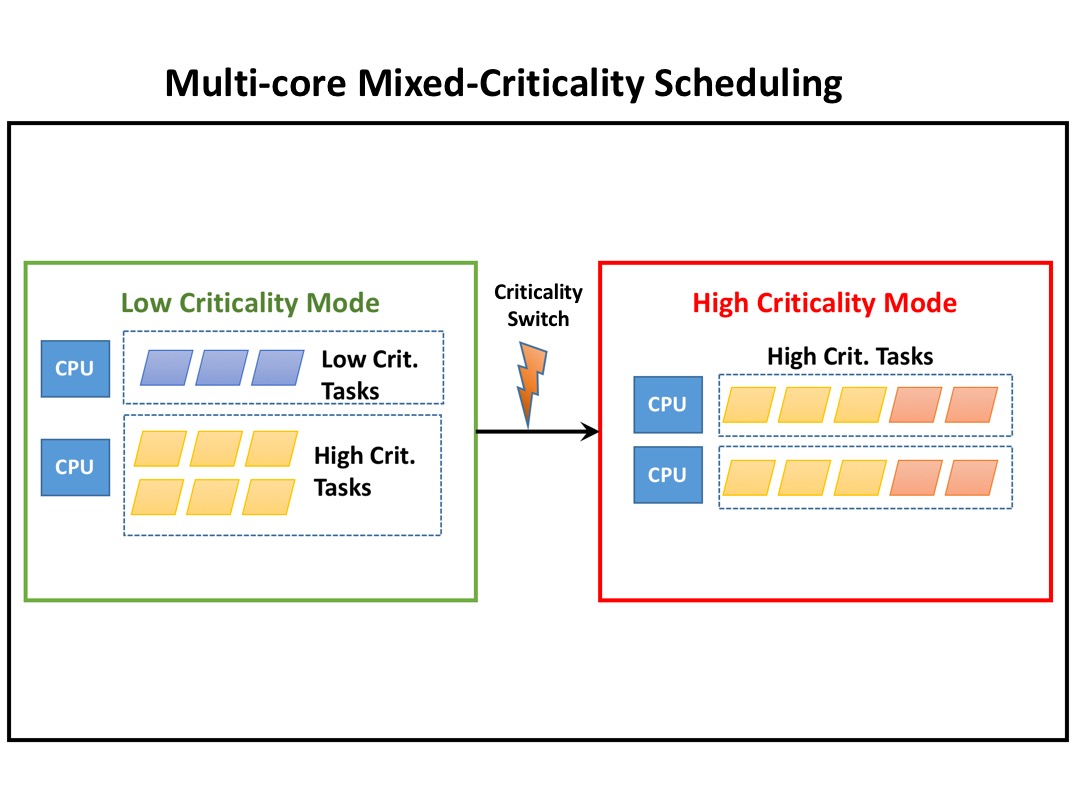 Multi-core Mixed-Criticality Scheduling
Low Criticality Mode
CPU
Low Crit.
Tasks
CPU
High Crit.
Tasks
Criticality
Switch
High Criticality Mode
High Crit. Tasks
CPU
CPU